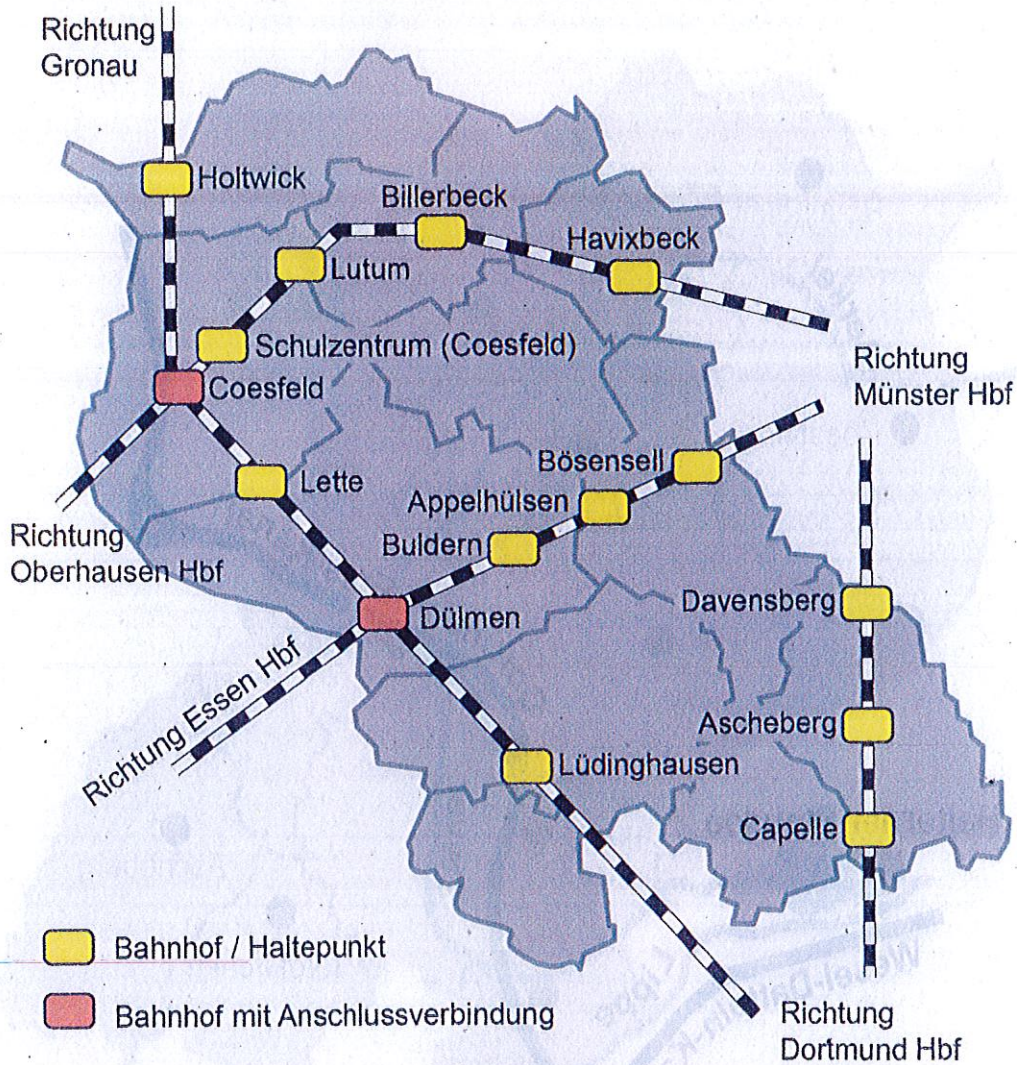 Richtung
Gronau
Holtwick
Billerbeck
Havixbeck
Lutum
Schulzentrum (Coesfeld)
Coesfeld
Richtung
Münster Hbf
Bösensell
Lette
Appelhülsen
Richtung
Oberhausen Hbf
Buldern
Dülmen
Davensberg
Richtung Essen Hbf
Ascheberg
Lüdinghausen
Capelle
Bahnhof / Haltepunkt
Bahnhof mit Anschlussverbindung
Richtung
Dortmund Hbf